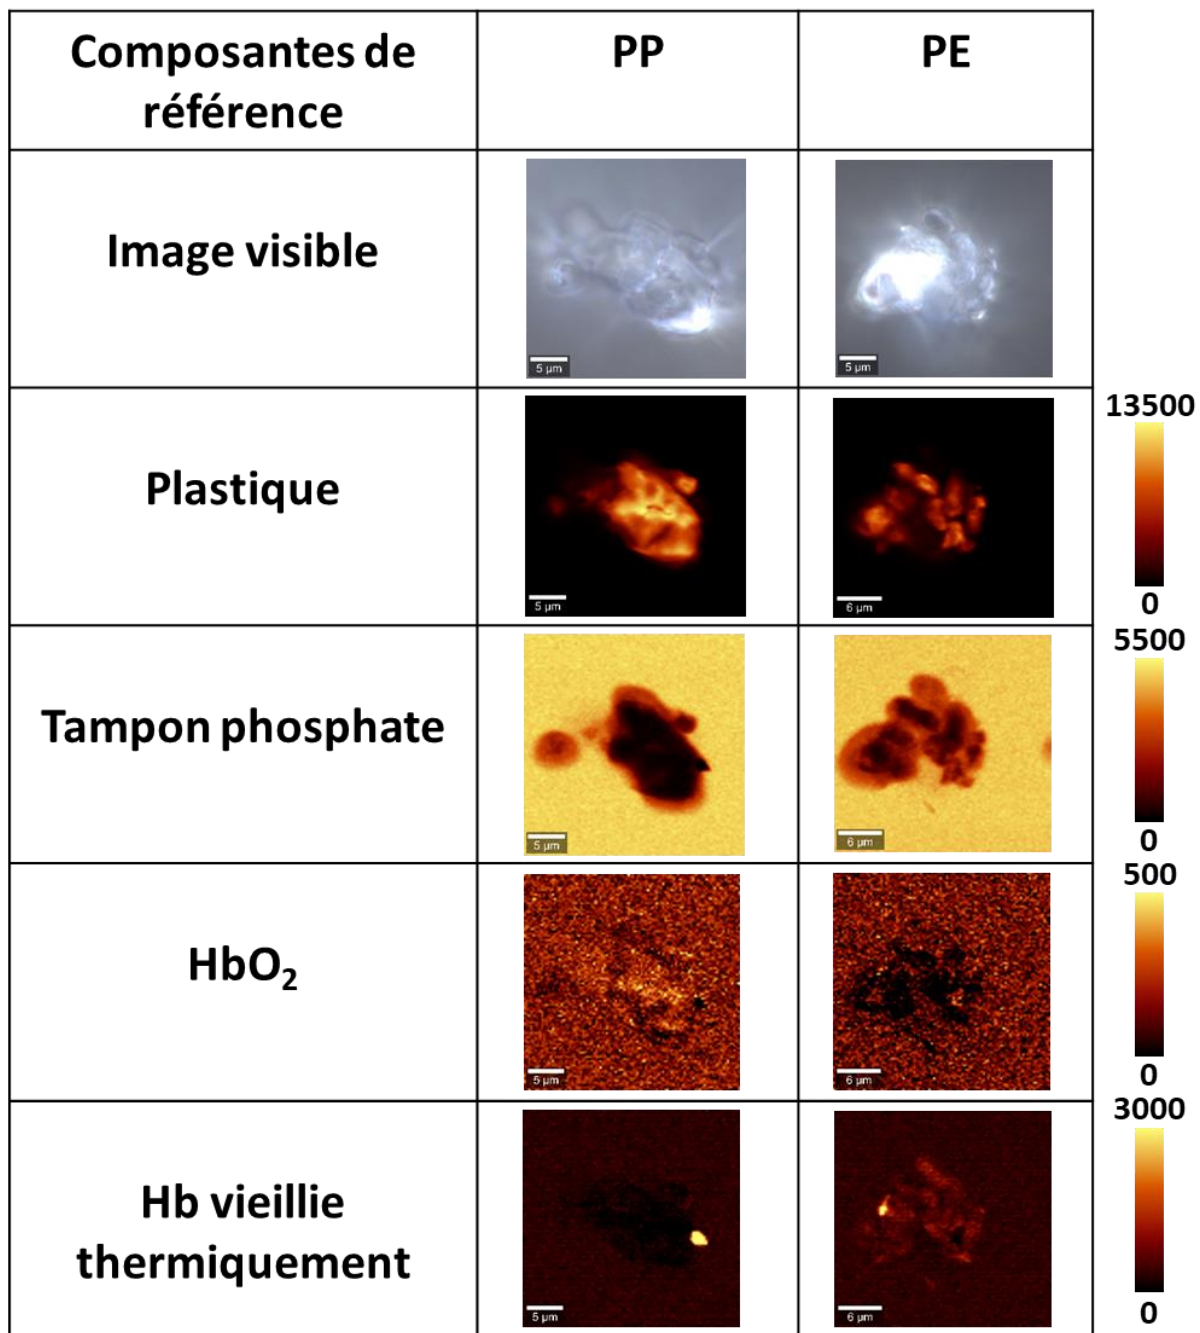 Composantes de
référence
PP
PE
Image visible
5 µm
5 µm
Plastique
5 µm
6 µm
13500
0
Tampon phosphate
5 µm
6 µm
5500
0
HbO₂
5 µm
6 µm
500
0
Hb vieillie
thermiquement
5 µm
6 µm
3000
0